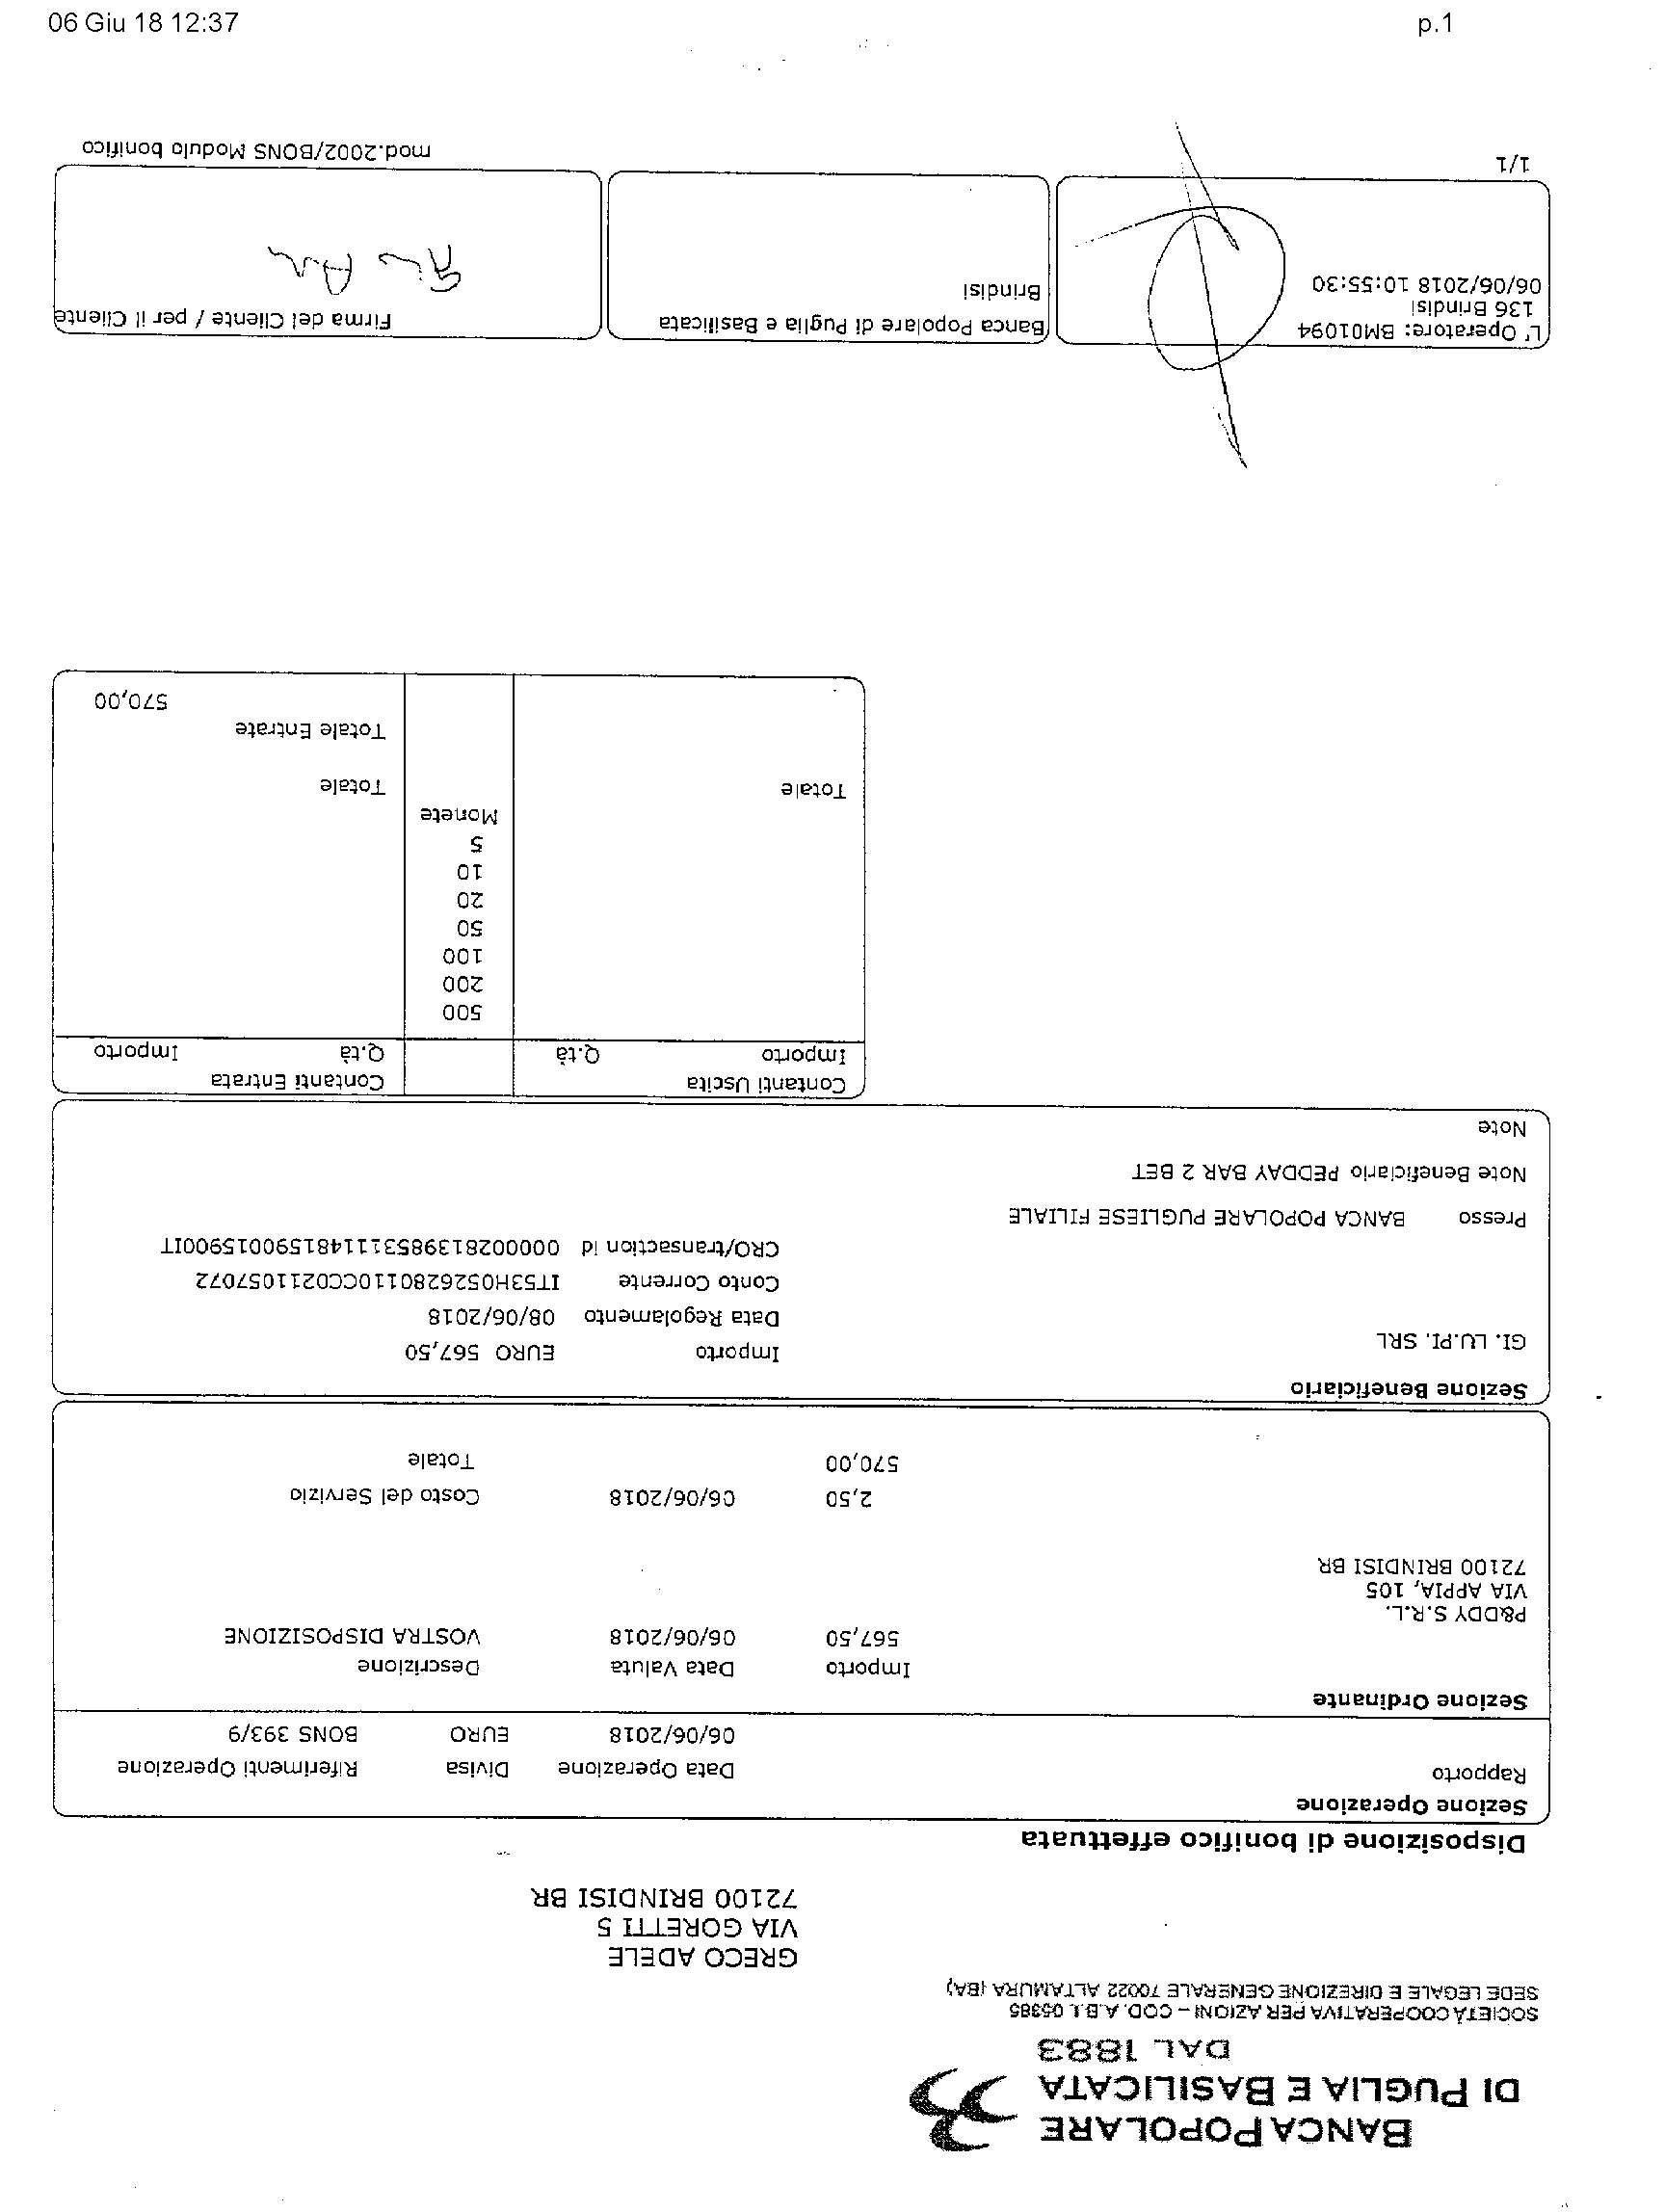 06 Giu 18 12:37 p.1
BANCA POPOLARE
DI PUGLIA E BASILICATA
DAL 1883
SOCIETÀ COOPERATIVA PER AZIONI – COD. A.B.I. 05385
SEDE LEGALE E DIREZIONE GENERALE 70022 ALTAMURA (BA)
GRECO ADELE
VIA GORETTI 5
72100 BRINDISI BR
Disposizione di bonifico effettuata
Sezione Operazione
Rapporto Data Operazione Divisa Riferimenti Operazione
06/06/2018 EURO BONS 393/9
Sezione Ordinante
Importo Data Valuta Descrizione
567,50 06/06/2018 VOSTRA DISPOSIZIONE
P&DDY S.R.L.
VIA APPIA, 105
72100 BRINDISI BR
2,50 06/06/2018 Costo del Servizio
570,00 Totale
Sezione Beneficiario
GI. LU.PI. SRL
Importo EURO 567,50
Data Regolamento 08/06/2018
Conto Corrente IT53H0526280110CC0211057072
CRO/transaction id 0000028139853111481590015900IT
Presso BANCA POPOLARE PUGLIESE FILIALE
Note Beneficiario PEDDAY BAR 2 BET
Note
Contanti Uscita Contanti Entrata
Importo Q.tà Q.tà Importo
500
200
100
50
20
10
5
Monete
Totale Totale
Totale Entrate
570,00
L' Operatore: BM01094
136 Brindisi
06/06/2018 10:55:30
Banca Popolare di Puglia e Basilicata
Brindisi
Firma del Cliente / per il Cliente
1/1 mod.2002/BONS Modulo bonifico